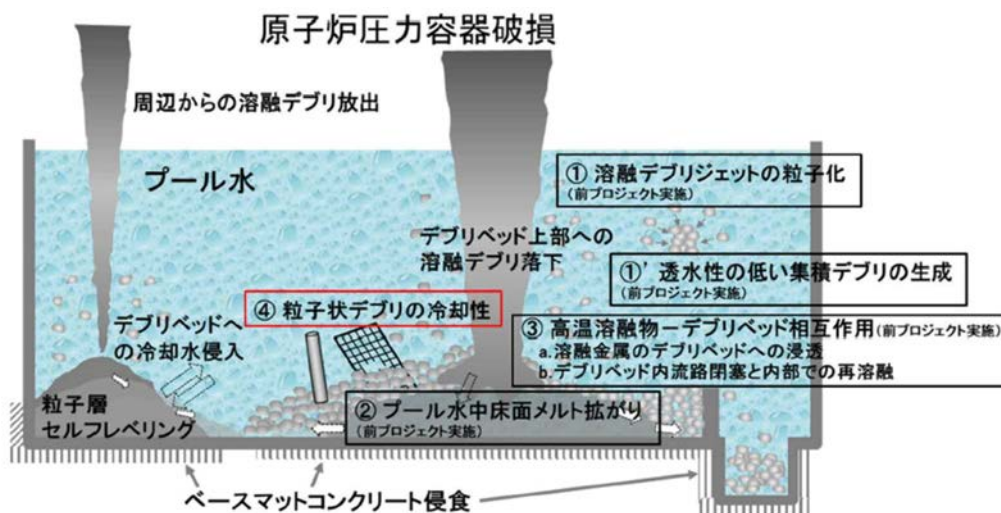 原子炉圧力容器破損
周辺からの溶融デブリ放出
プール水
① 溶融デブリジェットの粒子化
(前プロジェクト実施)
デブリベッド上部への
溶融デブリ落下
①’ 透水性の低い集積デブリの生成
(前プロジェクト実施)
④ 粒子状デブリの冷却性
デブリベッドへ
の冷却水侵入
③ 高温溶融物－デブリベッド相互作用(前プロジェクト実施)
a.溶融金属のデブリベッドへの浸透
b.デブリベッド内流路閉塞と内部での再溶融
粒子層
セルフレベリング
② プール水中床面メルト拡がり
(前プロジェクト実施)
ベースマットコンクリート侵食